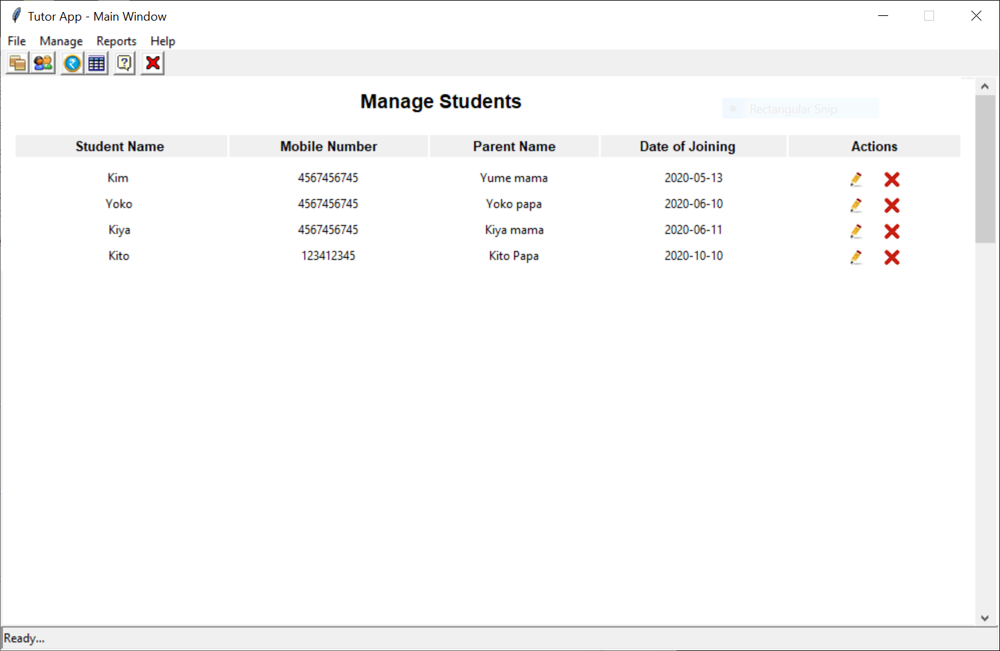 Tutor App - Main Window
File Manage Reports Help
Manage Students
Rectangular Snip
Student Name Mobile Number Parent Name Date of Joining Actions
Kim 4567456745 Yume mama 2020-05-13
Yoko 4567456745 Yoko papa 2020-06-10
Kiya 4567456745 Kiya mama 2020-06-11
Kito 123412345 Kito Papa 2020-10-10
Ready...